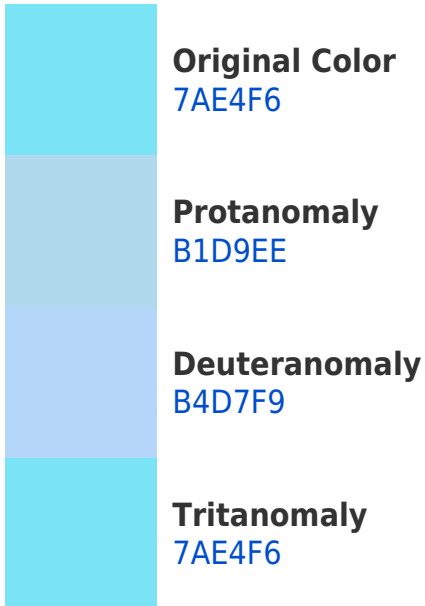 Original Color
7AE4F6
Protanomaly
B1D9EE
Deuteranomaly
B4D7F9
Tritanomaly
7AE4F6